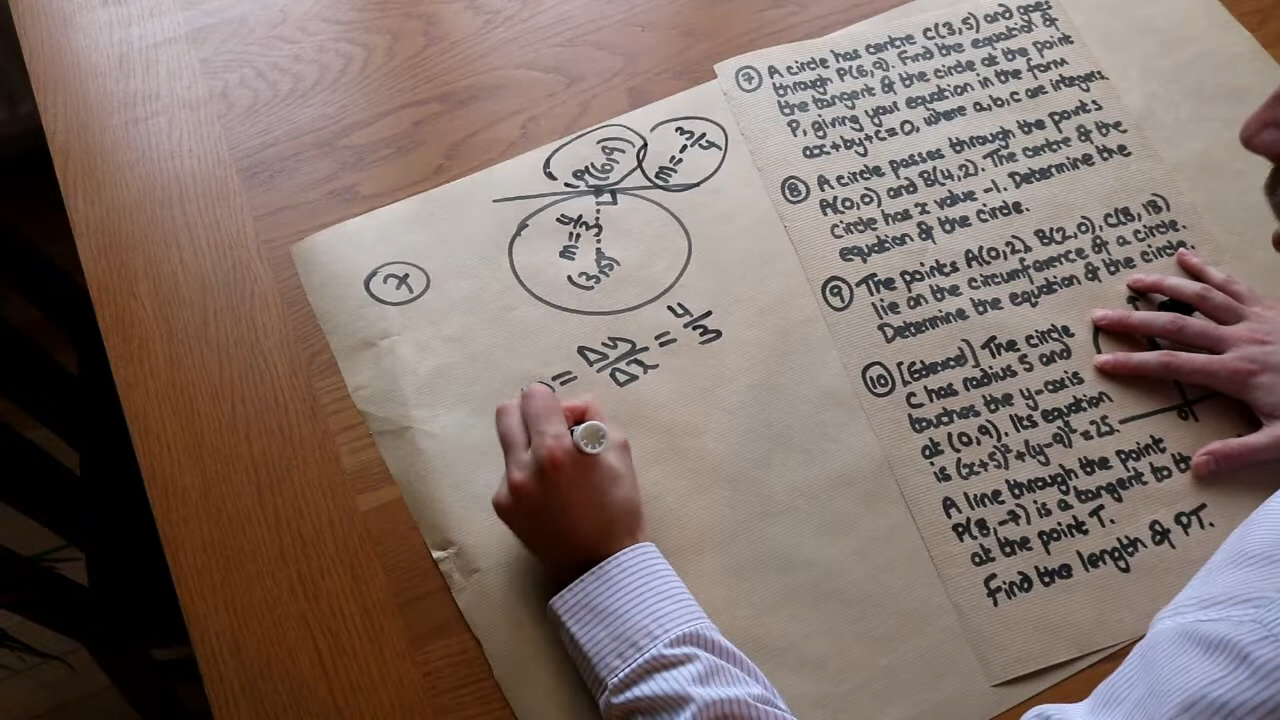 ⑦
P(6,9)
m=-3/4
m=4/3
(3,5)
= Δy/Δx = 4/3
⑦ A circle has centre C(3,5) and goes
through P(6,9). Find the equation of
the tangent of the circle at the point
P, giving your equation in the form
ax+by+c=0, where a,b,c are integers.
⑧ A circle passes through the points
A(0,0) and B(4,2). The centre of the
circle has x value -1. Determine the
equation of the circle.
⑨ The points A(0,2), B(2,0), C(8,18)
lie on the circumference of a circle.
Determine the equation of the circle.
⑩ [Edexcel] The circle
C has radius 5 and
touches the y-axis
at (0,9). Its equation
is (x+5)²+(y-9)²=25.
A line through the point
P(8,-7) is a tangent to the
at the point T.
Find the length of PT.